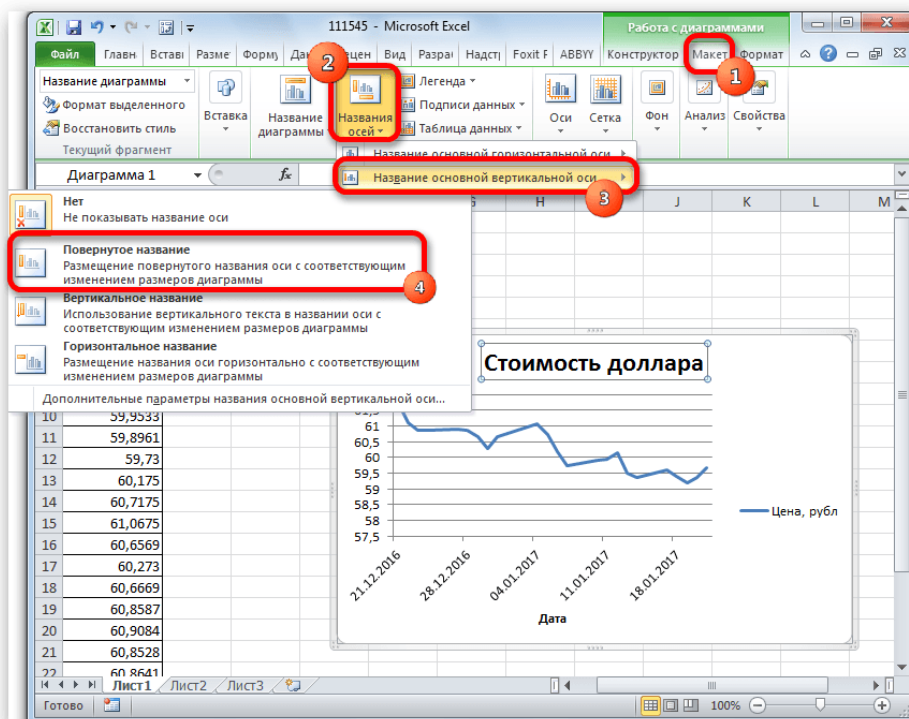 111545 - Microsoft Excel
Работа с диаграммами
Файл Главн Вставі Разме Форму Дан ецен Вид Разраі Надстр Foxit F ABBYY Конструктор Макет Формат
2
1
Название диаграммы
Формат выделенного
Восстановить стиль
Текущий фрагмент
Вставка
Название диаграммы
Названия осей
Легенда
Подписи данных
Таблица данных
Оси
Сетка
Фон
Анализ
Свойства
Название основной горизонтальной оси
Диаграмма 1
fx
Название основной вертикальной оси
3
H J K L M
Нет
Не показывать название оси
Повернутое название
Размещение повернутого названия оси с соответствующим
изменением размеров диаграммы
4
Вертикальное название
Использование вертикального текста в названии оси с
соответствующим изменением размеров диаграммы
Горизонтальное название
Размещение названия оси горизонтально с соответствующим
изменением размеров диаграммы
Дополнительные параметры названия основной вертикальной оси...
10 59,9533
11 59,8961
12 59,73
13 60,175
14 60,7175
15 61,0675
16 60,6569
17 60,273
18 60,6669
19 60,8587
20 60,9084
21 60,8528
22 60,8641
Стоимость доллара
61,5
61
60,5
60
59,5
59
58,5
58
57,5
Цена, рубл
21.12.2016 28.12.2016 04.01.2017 11.01.2017 18.01.2017
Дата
Лист1 Лист2 Лист3
Готово
100%